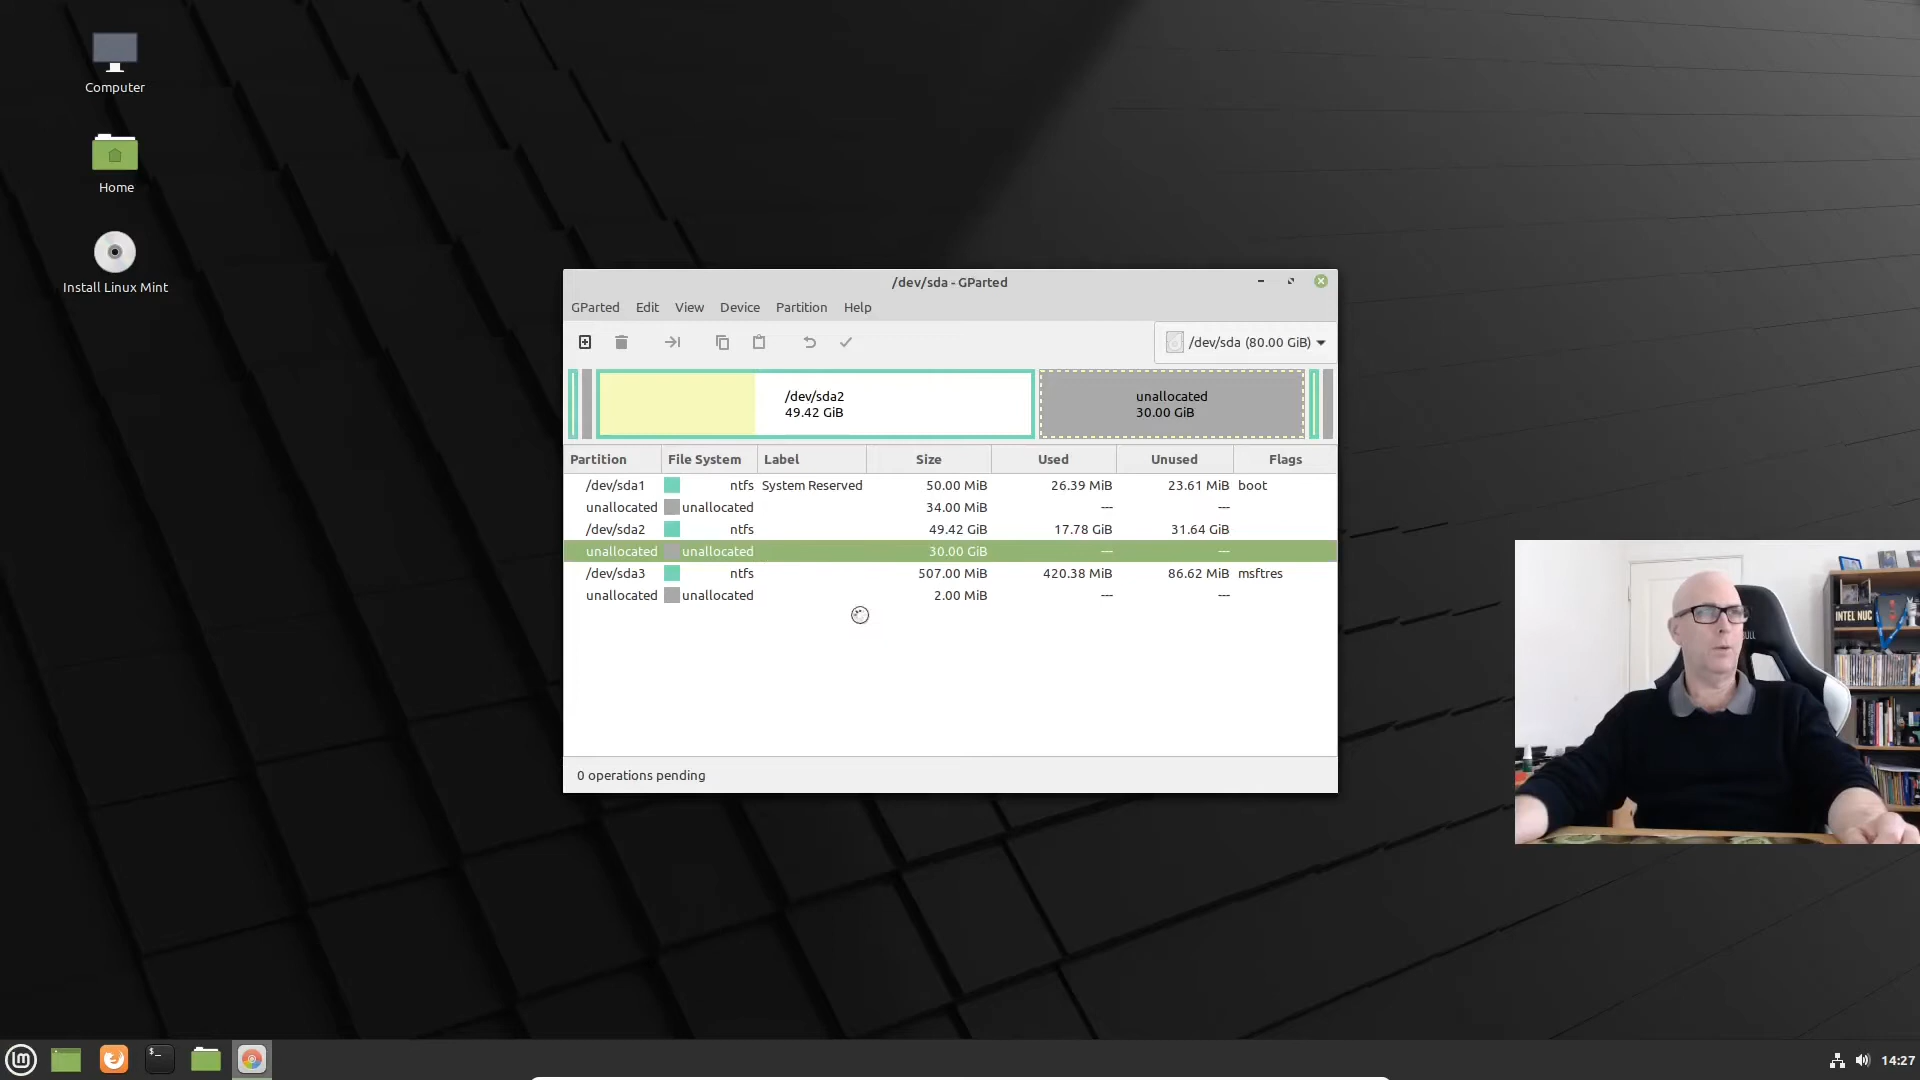 Computer
Home
Install Linux Mint
/dev/sda - GParted
GParted Edit View Device Partition Help
/dev/sda (80.00 GiB)
/dev/sda2
49.42 GiB
unallocated
30.00 GiB
Partition File System Label Size Used Unused Flags
/dev/sda1 ntfs System Reserved 50.00 MiB 26.39 MiB 23.61 MiB boot
unallocated unallocated 34.00 MiB --- ---
/dev/sda2 ntfs 49.42 GiB 17.78 GiB 31.64 GiB
unallocated unallocated 30.00 GiB --- ---
/dev/sda3 ntfs 507.00 MiB 420.38 MiB 86.62 MiB msftres
unallocated unallocated 2.00 MiB --- ---
0 operations pending
INTEL NUC
14:27